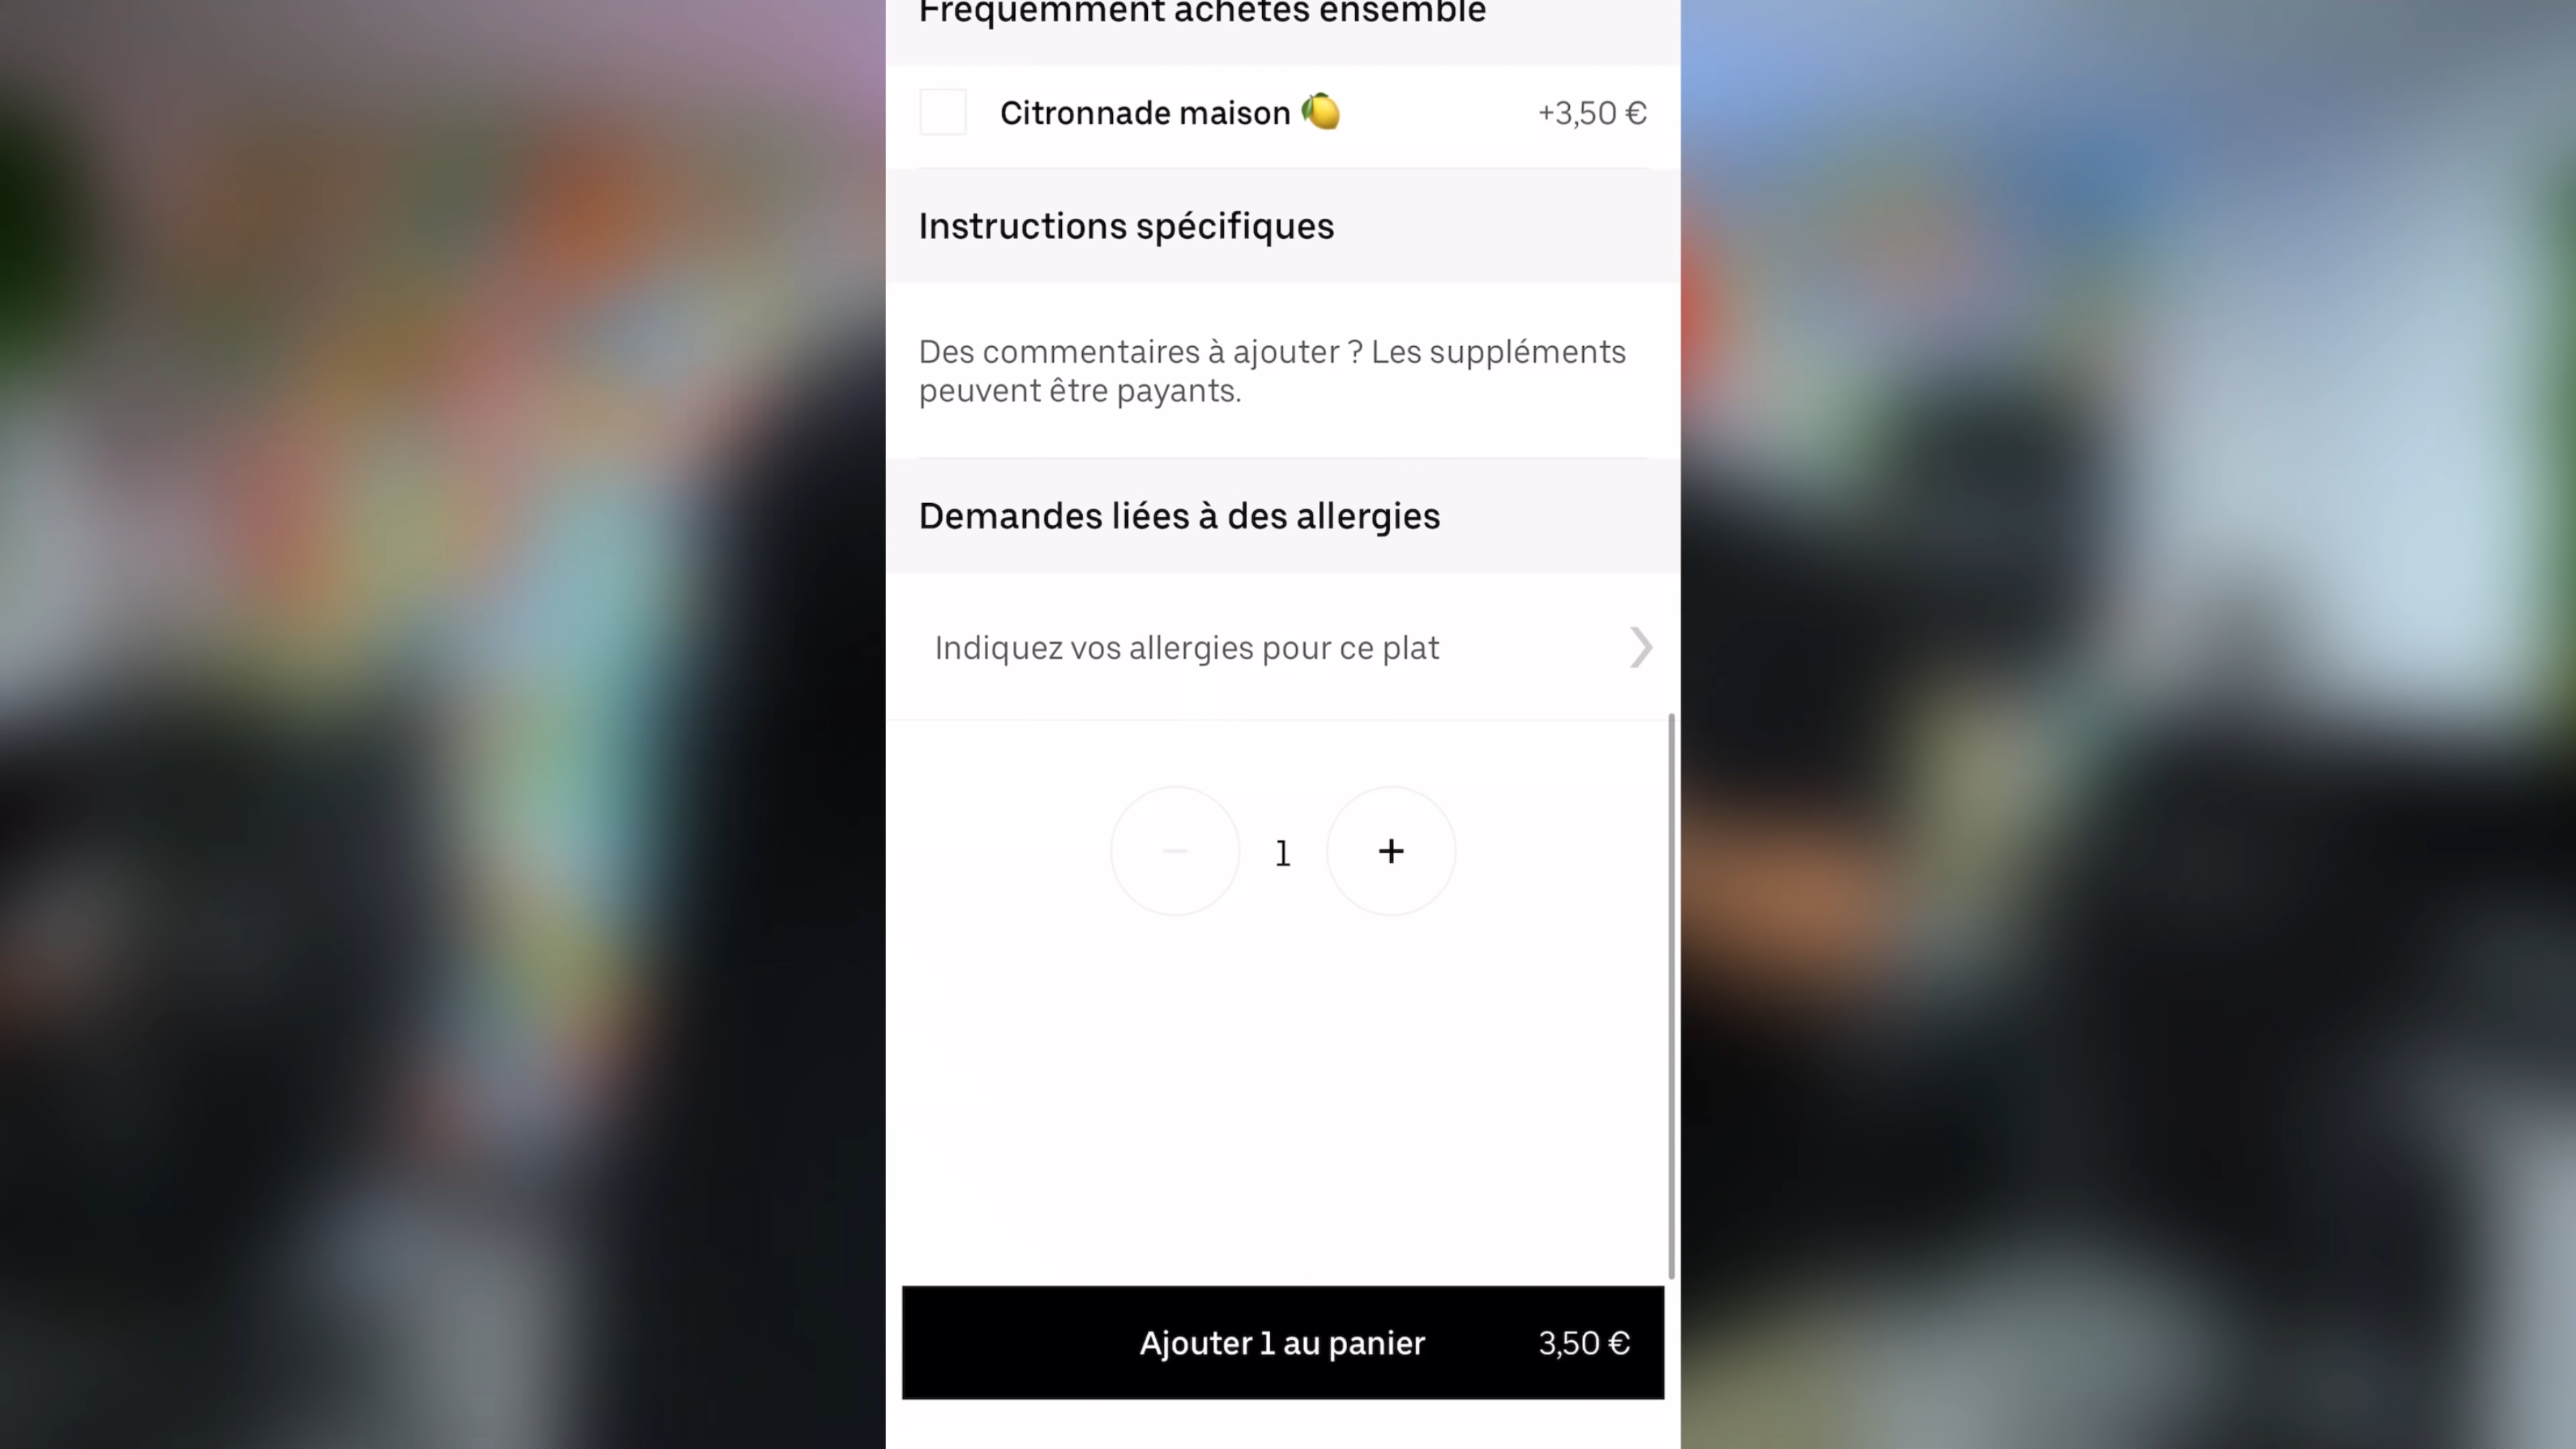 Fréquemment achetés ensemble
Citronnade maison 🍋 +3,50 €
Instructions spécifiques
Des commentaires à ajouter ? Les suppléments
peuvent être payants.
Demandes liées à des allergies
Indiquez vos allergies pour ce plat
1
Ajouter 1 au panier 3,50 €